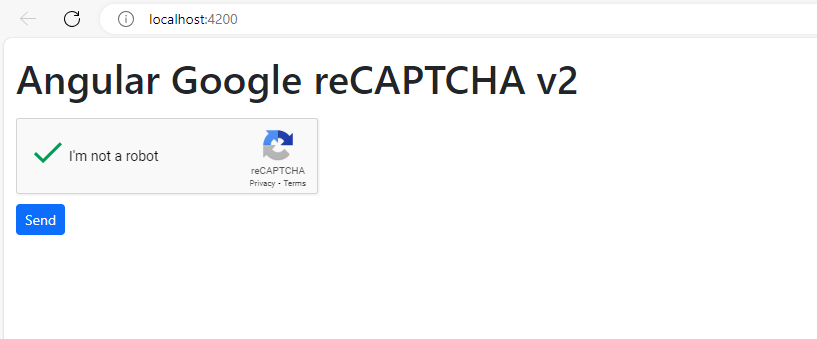 localhost:4200
Angular Google reCAPTCHA v2
I'm not a robot
reCAPTCHA
Privacy - Terms
Send